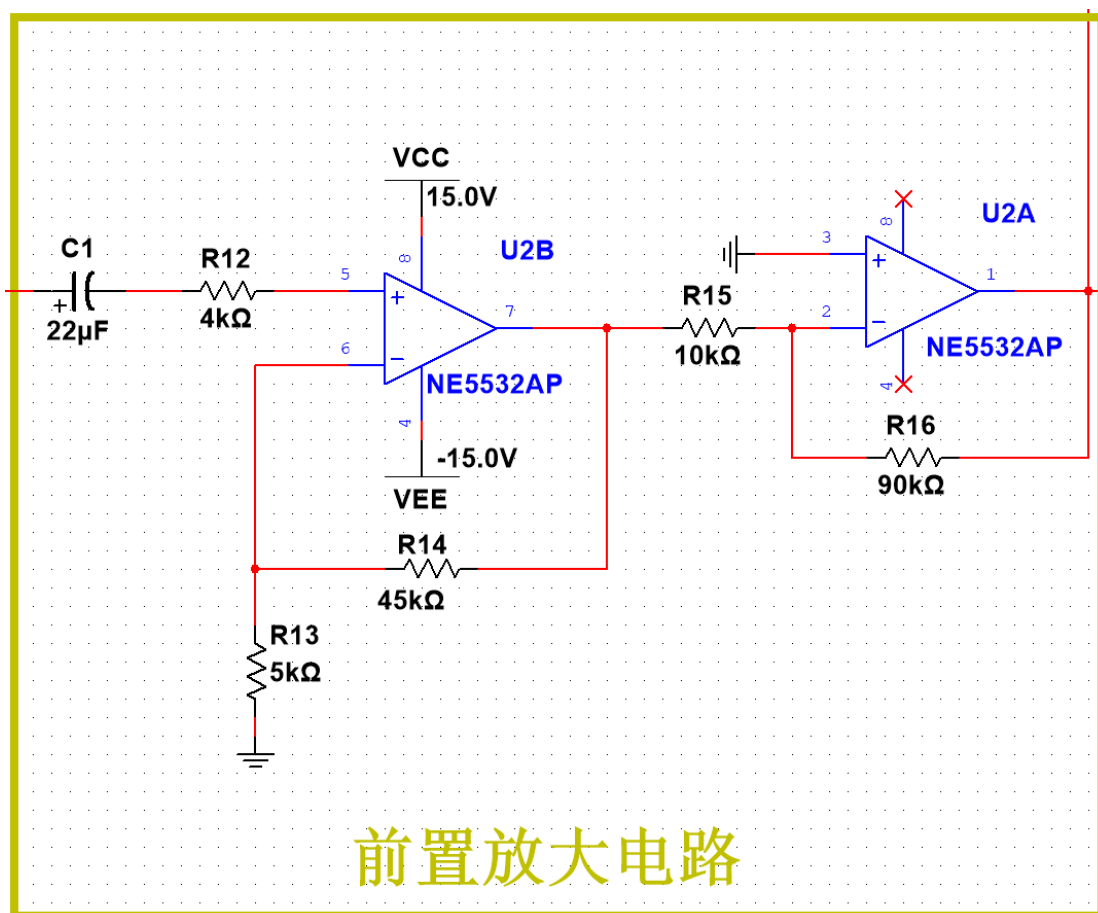 VCC
15.0V
U2B
U2A
C1
R12
5
8
7
3
8
1
+
22µF
4kΩ
+
+
R15
2
6
−
−
10kΩ
NE5532AP
NE5532AP
4
4
-15.0V
VEE
R16
90kΩ
R14
45kΩ
R13
5kΩ
前置放大电路